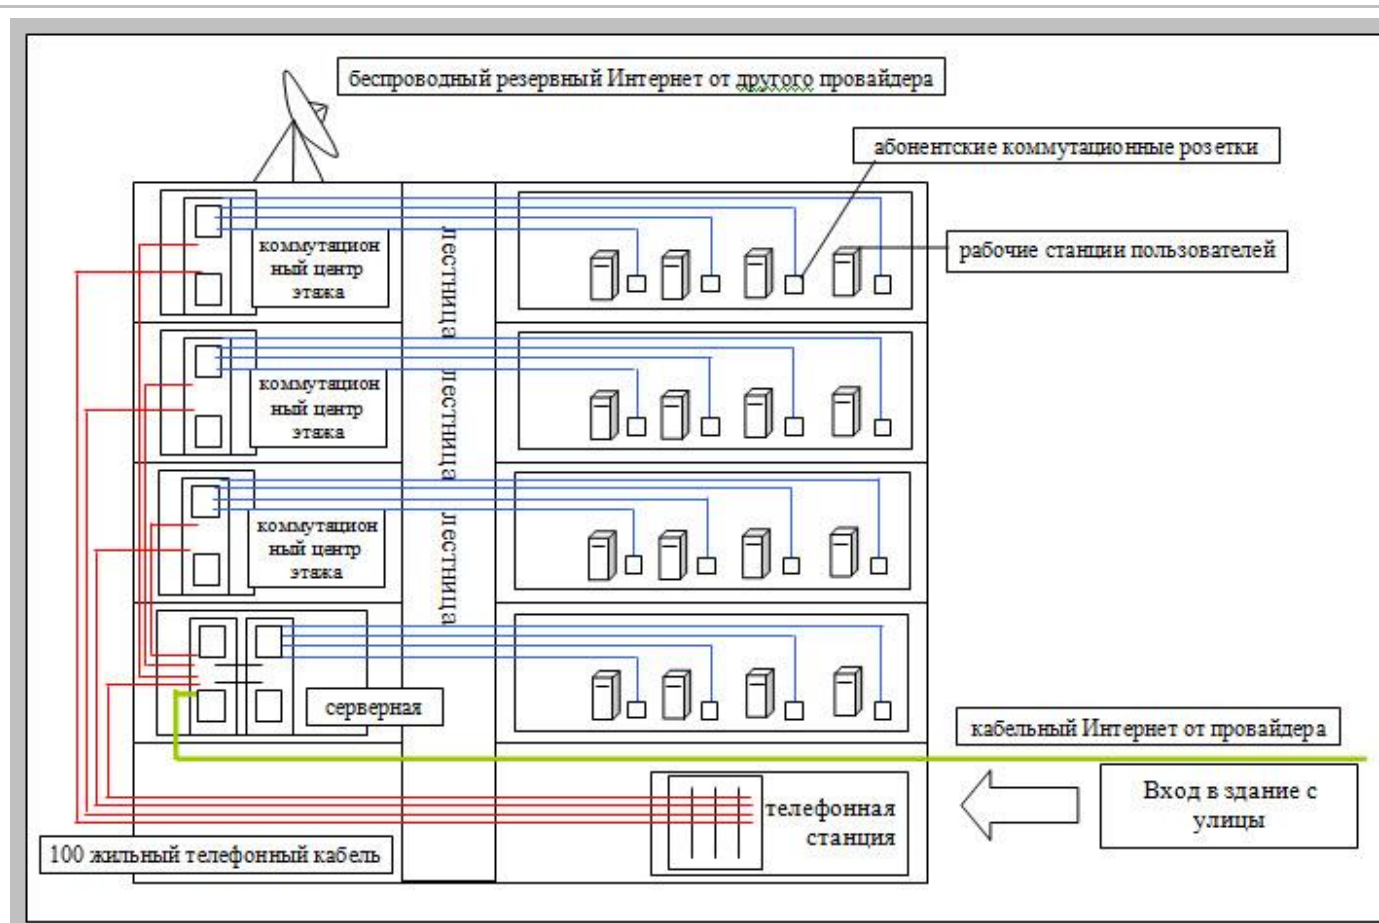 беспроводный резервный Интернет от другого провайдера
абонентские коммутационные розетки
рабочие станции пользователей
коммутацион
ный центр
этажа
лестница
коммутацион
ный центр
этажа
лестница
коммутацион
ный центр
этажа
лестница
серверная
кабельный Интернет от провайдера
Вход в здание с
улицы
телефонная
станция
100 жильный телефонный кабель